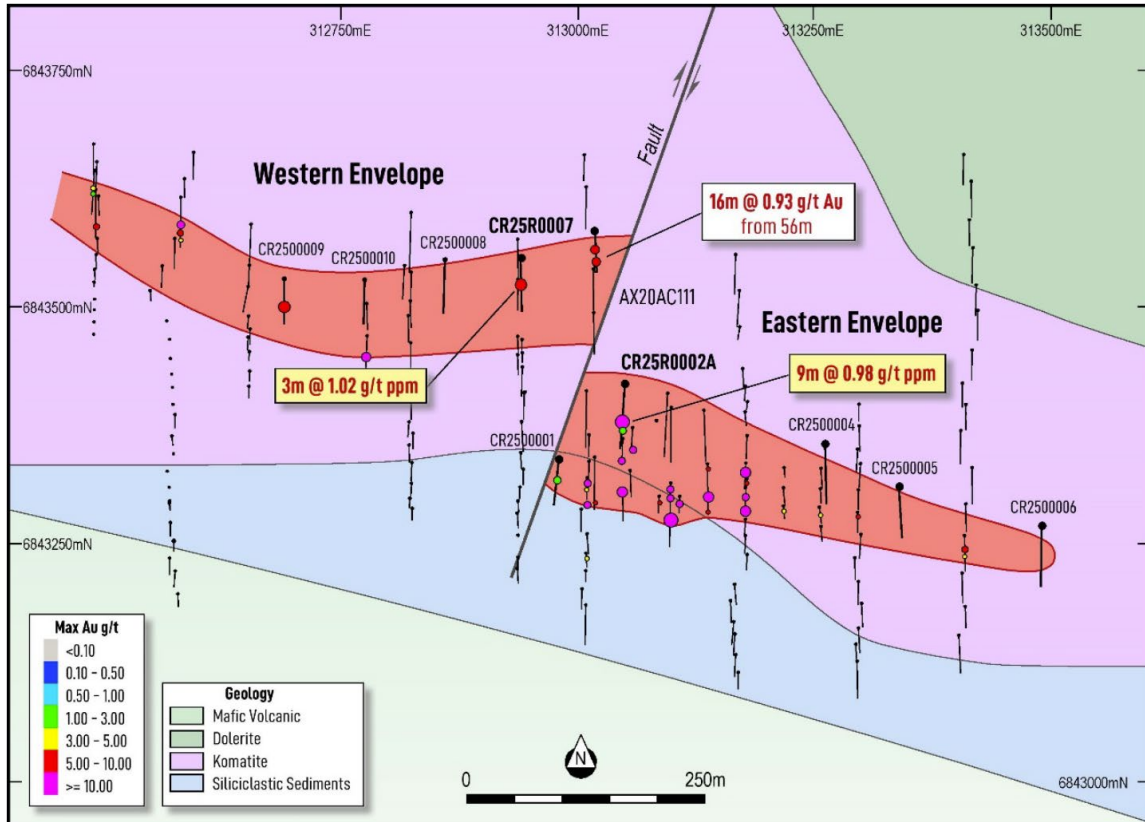 312750mE
313000mE
313250mE
313500mE
6843750mN
Fault
Western Envelope
16m @ 0.93 g/t Au
from 56m
CR25R0007
CR2500009
CR2500010
CR2500008
AX20AC111
6843500mN
Eastern Envelope
3m @ 1.02 g/t ppm
CR25R0002A
9m @ 0.98 g/t ppm
CR2500001
CR2500004
CR2500005
CR2500006
6843250mN
Max Au g/t
<0.10
0.10 - 0.50
0.50 - 1.00
1.00 - 3.00
3.00 - 5.00
5.00 - 10.00
>= 10.00
Geology
Mafic Volcanic
Dolerite
Komatite
Siliciclastic Sediments
N
0
250m
6843000mN